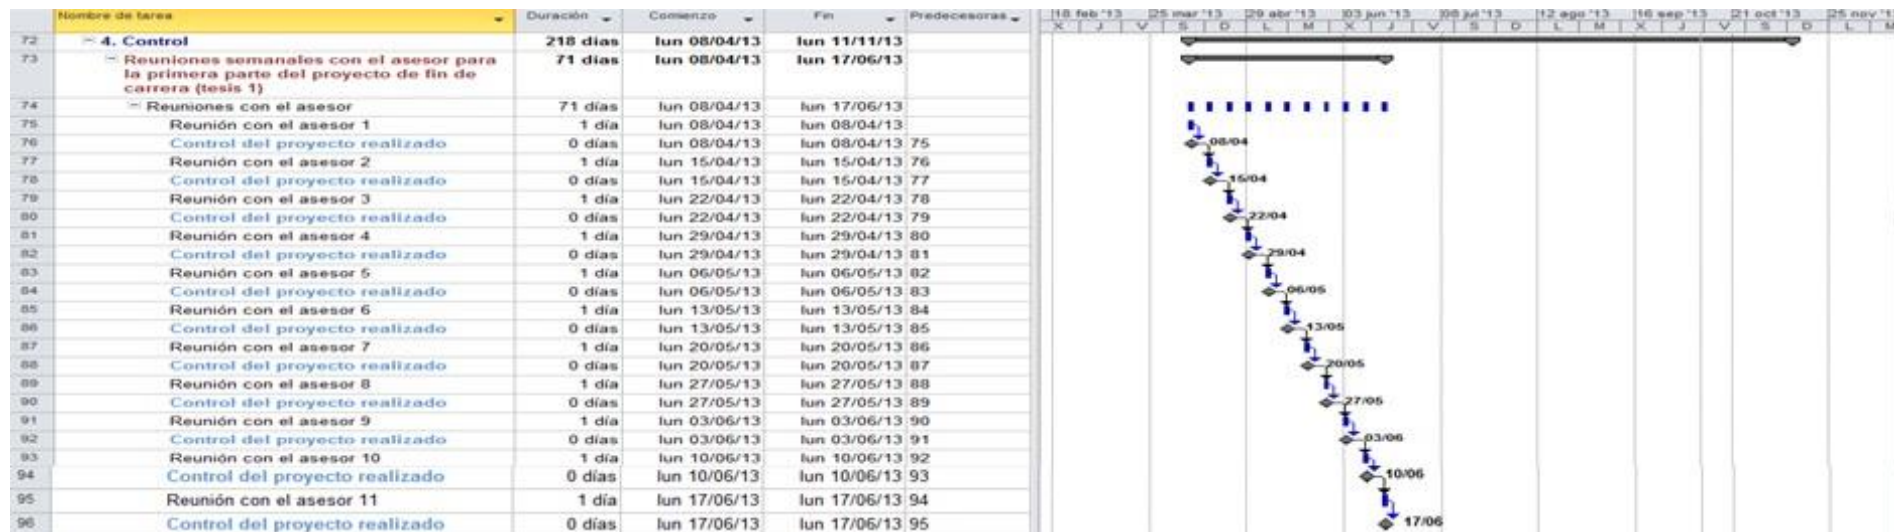 Nombre de tarea Duración Comienzo Fin Predecesoras 18 feb '13 25 mar '13 29 abr '13 03 jun '13 08 jul '13 12 ago '13 16 sep '13 21 oct '13 25 nov '1
X J V S D L X J V S D L M X J V S D L M
72 4. Control 218 días lun 08/04/13 lun 11/11/13
73 Reuniones semanales con el asesor para 71 días lun 08/04/13 lun 17/06/13
la primera parte del proyecto de fin de
carrera (tesis 1)
74 Reuniones con el asesor 71 días lun 08/04/13 lun 17/06/13
75 Reunión con el asesor 1 1 día lun 08/04/13 lun 08/04/13
76 Control del proyecto realizado 0 días lun 08/04/13 lun 08/04/13 75 08/04
77 Reunión con el asesor 2 1 día lun 15/04/13 lun 15/04/13 76
78 Control del proyecto realizado 0 días lun 15/04/13 lun 15/04/13 77 15/04
79 Reunión con el asesor 3 1 día lun 22/04/13 lun 22/04/13 78
80 Control del proyecto realizado 0 días lun 22/04/13 lun 22/04/13 79 22/04
81 Reunión con el asesor 4 1 día lun 29/04/13 lun 29/04/13 80
82 Control del proyecto realizado 0 días lun 29/04/13 lun 29/04/13 81 29/04
83 Reunión con el asesor 5 1 día lun 06/05/13 lun 06/05/13 82
84 Control del proyecto realizado 0 días lun 06/05/13 lun 06/05/13 83 06/05
85 Reunión con el asesor 6 1 día lun 13/05/13 lun 13/05/13 84
86 Control del proyecto realizado 0 días lun 13/05/13 lun 13/05/13 85 13/05
87 Reunión con el asesor 7 1 día lun 20/05/13 lun 20/05/13 86
88 Control del proyecto realizado 0 días lun 20/05/13 lun 20/05/13 87 20/05
89 Reunión con el asesor 8 1 día lun 27/05/13 lun 27/05/13 88
90 Control del proyecto realizado 0 días lun 27/05/13 lun 27/05/13 89 27/05
91 Reunión con el asesor 9 1 día lun 03/06/13 lun 03/06/13 90
92 Control del proyecto realizado 0 días lun 03/06/13 lun 03/06/13 91 03/06
93 Reunión con el asesor 10 1 día lun 10/06/13 lun 10/06/13 92
94 Control del proyecto realizado 0 días lun 10/06/13 lun 10/06/13 93 10/06
95 Reunión con el asesor 11 1 día lun 17/06/13 lun 17/06/13 94
96 Control del proyecto realizado 0 días lun 17/06/13 lun 17/06/13 95 17/06